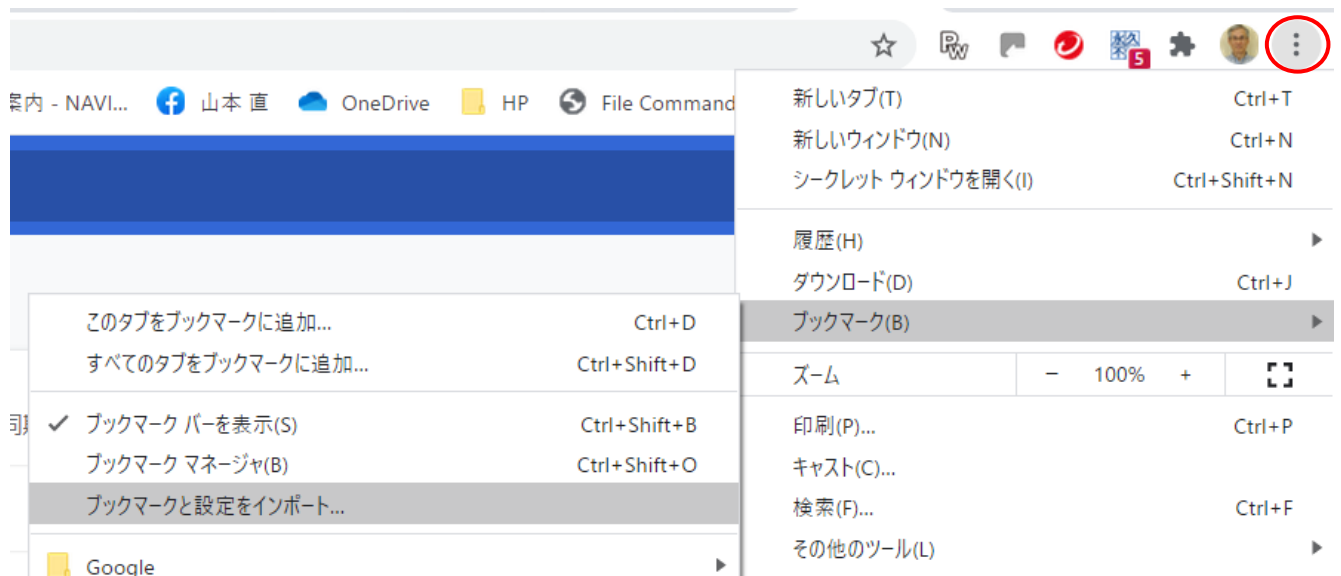 案内 - NAVI...
山本 直
OneDrive
HP
File Command
5
新しいタブ(T) Ctrl+T
新しいウィンドウ(N) Ctrl+N
シークレット ウィンドウを開く(I) Ctrl+Shift+N
履歴(H)
ダウンロード(D) Ctrl+J
ブックマーク(B)
ズーム − 100% +
印刷(P)... Ctrl+P
キャスト(C)...
検索(F)... Ctrl+F
その他のツール(L)
このタブをブックマークに追加... Ctrl+D
すべてのタブをブックマークに追加... Ctrl+Shift+D
✓ ブックマーク バーを表示(S) Ctrl+Shift+B
ブックマーク マネージャ(B) Ctrl+Shift+O
ブックマークと設定をインポート...
Google